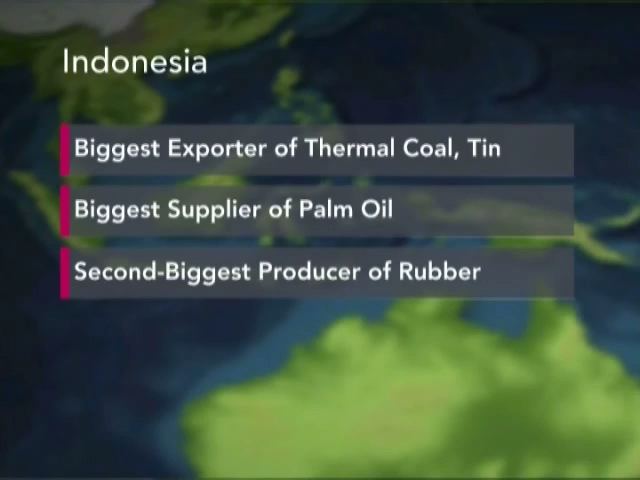 Indonesia
Biggest Exporter of Thermal Coal, Tin
Biggest Supplier of Palm Oil
Second-Biggest Producer of Rubber